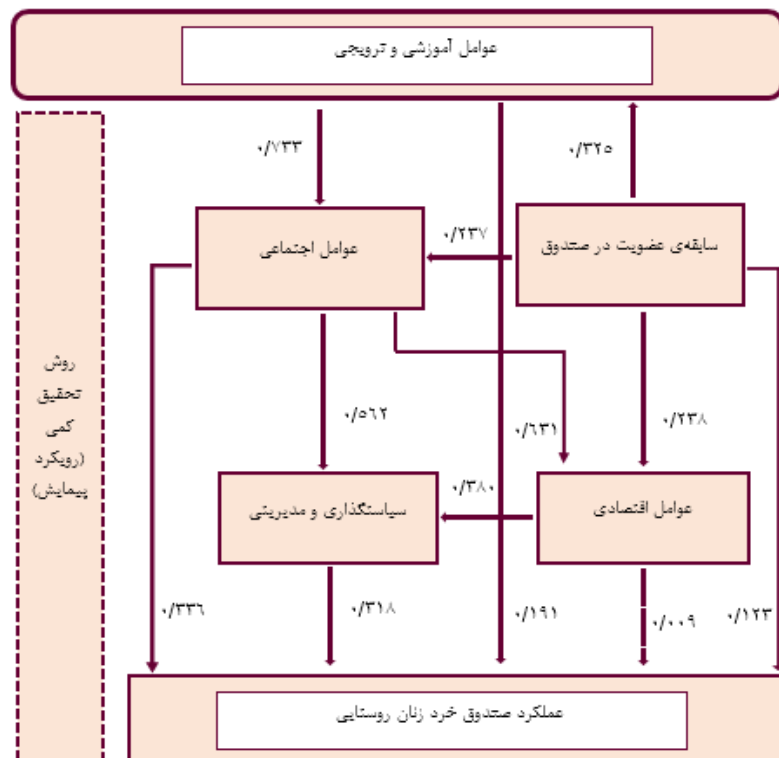 عوامل آموزشی و ترویجی
۰/۷۳۳
۰/۳۲۵
عوامل اجتماعی
۰/۲۳۷
سابقه‌ی عضویت در صندوق
روش
تحقیق
کمی
(رویکرد
پیمایش)
۰/۵۶۲
۰/۶۳۱
۰/۲۳۸
سیاستگذاری و مدیریتی
۰/۳۸۰
عوامل اقتصادی
۰/۳۳۶
۰/۳۱۸
۰/۱۹۱
۰/۰۰۹
۰/۱۲۳
عملکرد صندوق خرد زنان روستایی